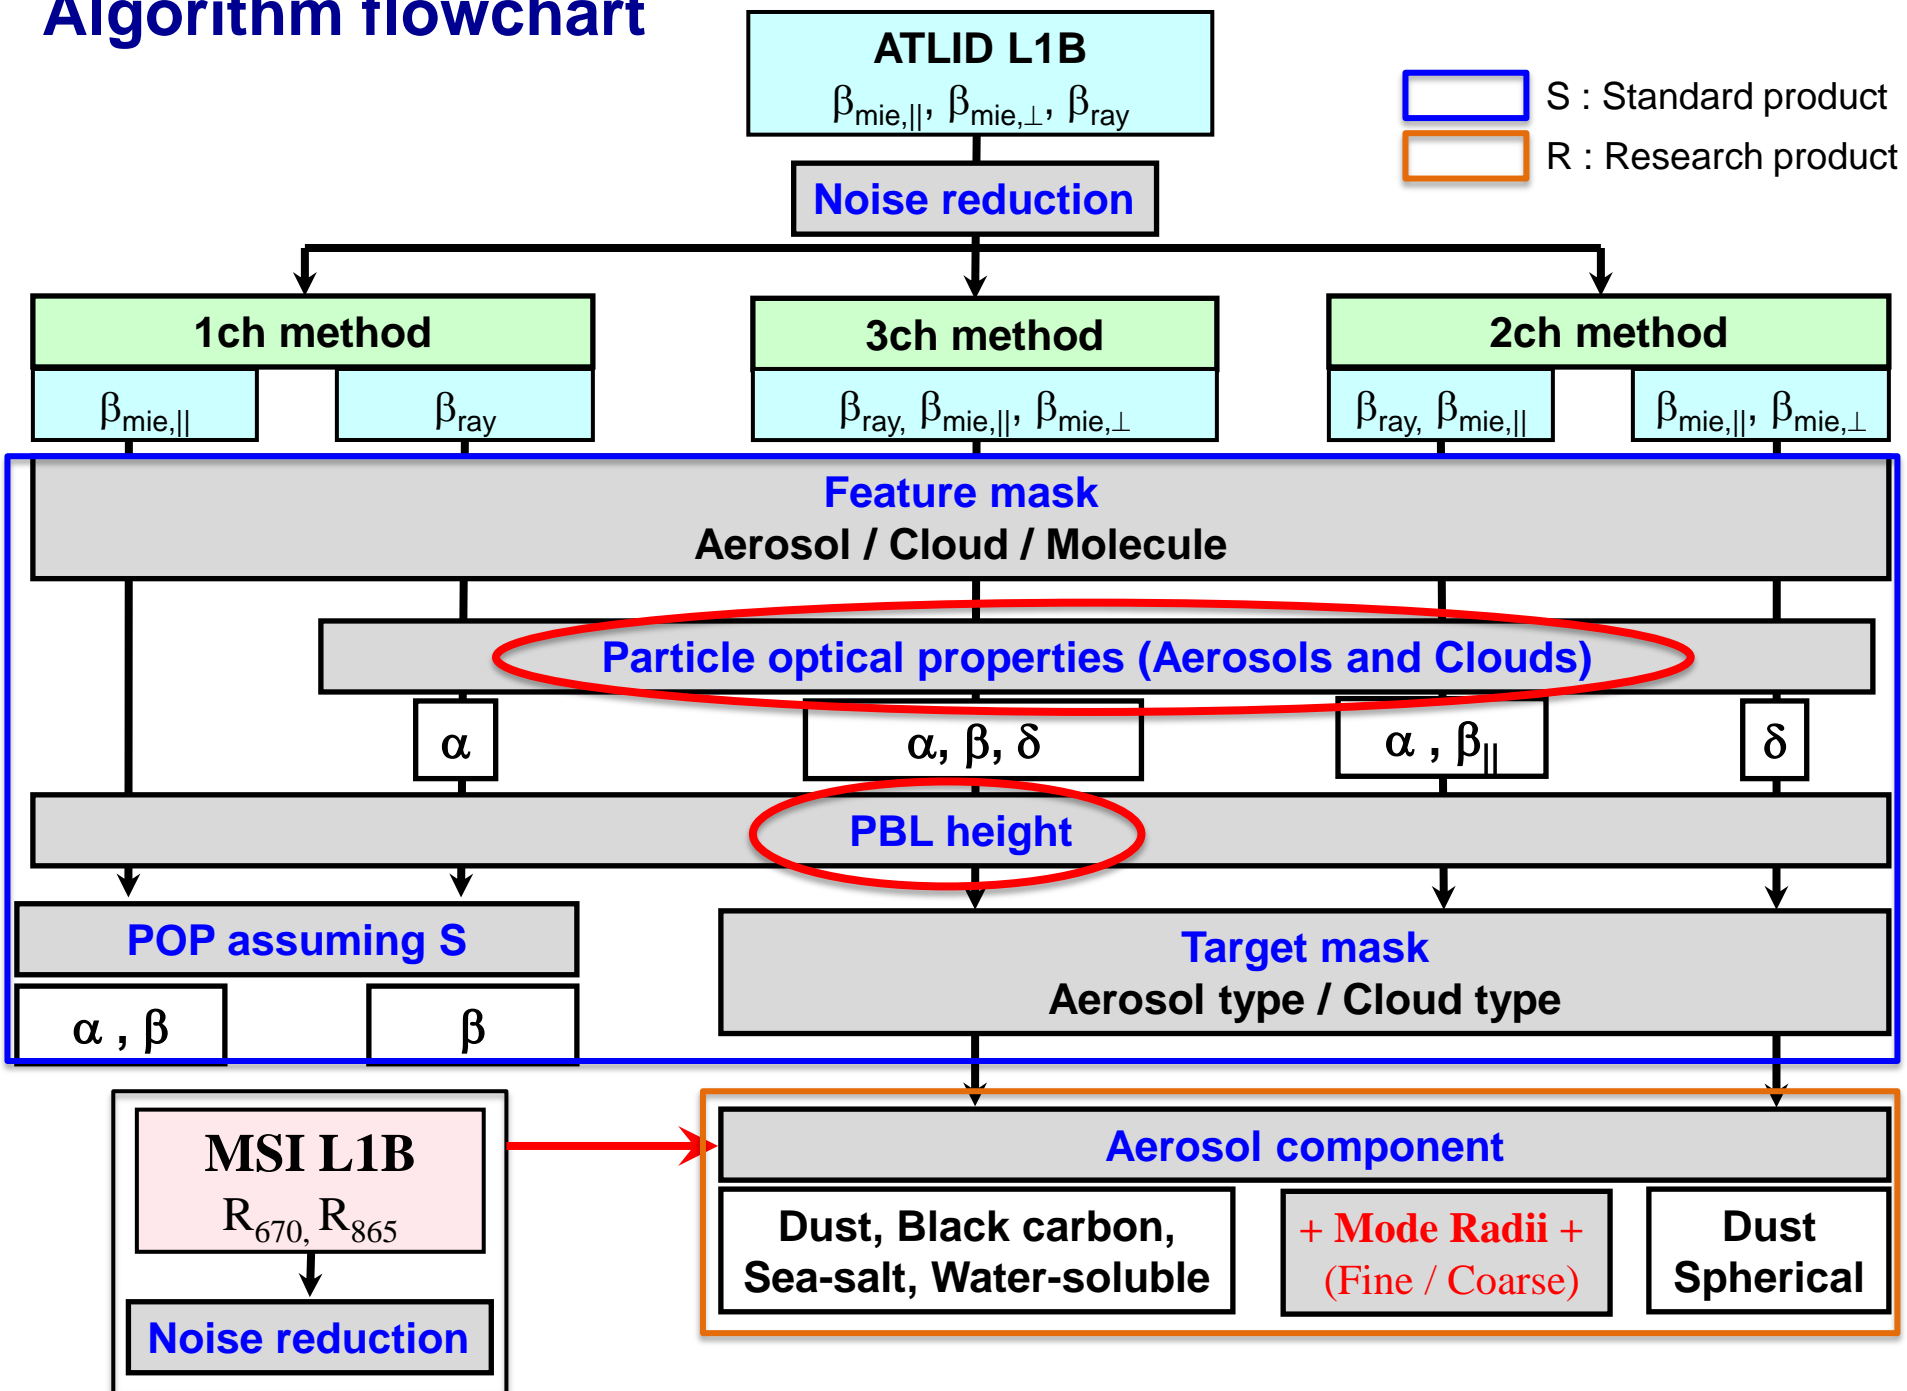 Algorithm flowchart
ATLID L1B
βmie,||, βmie,⊥, βray
S : Standard product
R : Research product
Noise reduction
1ch method
3ch method
2ch method
βmie,||
βray
βray, βmie,||, βmie,⊥
βray, βmie,||
βmie,||, βmie,⊥
Feature mask
Aerosol / Cloud / Molecule
Particle optical properties (Aerosols and Clouds)
α
α, β, δ
α , β||
δ
PBL height
POP assuming S
α , β
β
Target mask
Aerosol type / Cloud type
MSI L1B
R670, R865
Noise reduction
Aerosol component
Dust, Black carbon,
Sea-salt, Water-soluble
+ Mode Radii +
(Fine / Coarse)
Dust
Spherical